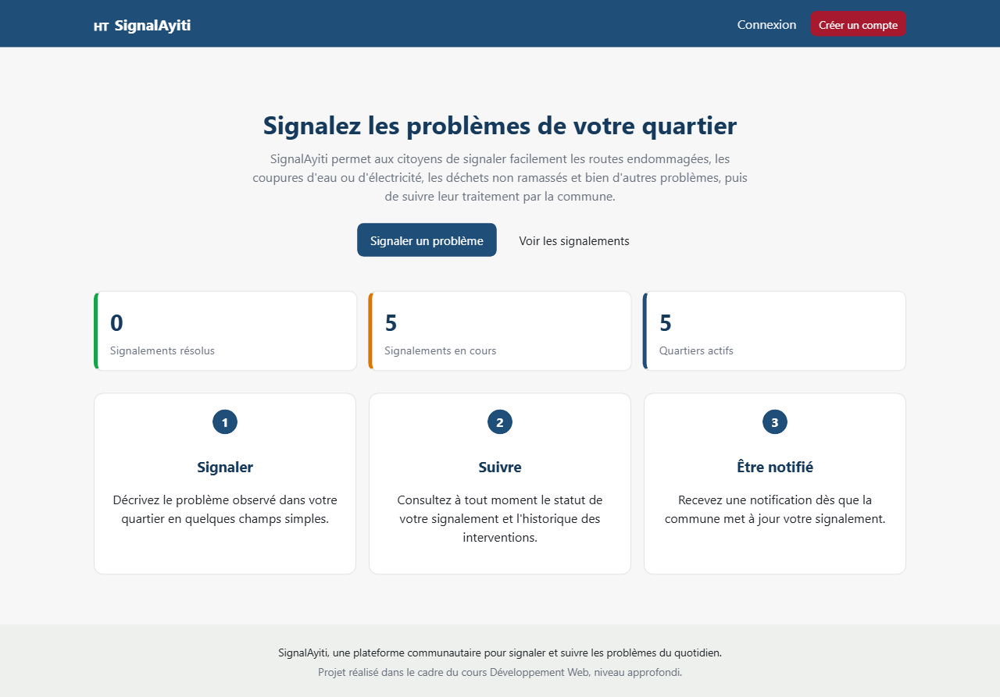 HT SignalAyiti
Connexion
Créer un compte
Signalez les problèmes de votre quartier
SignalAyiti permet aux citoyens de signaler facilement les routes endommagées, les
coupures d'eau ou d'électricité, les déchets non ramassés et bien d'autres problèmes, puis
de suivre leur traitement par la commune.
Signaler un problème
Voir les signalements
0
Signalements résolus
5
Signalements en cours
5
Quartiers actifs
1
Signaler
Décrivez le problème observé dans votre
quartier en quelques champs simples.
2
Suivre
Consultez à tout moment le statut de
votre signalement et l'historique des
interventions.
3
Être notifié
Recevez une notification dès que la
commune met à jour votre signalement.
SignalAyiti, une plateforme communautaire pour signaler et suivre les problèmes du quotidien.
Projet réalisé dans le cadre du cours Développement Web, niveau approfondi.